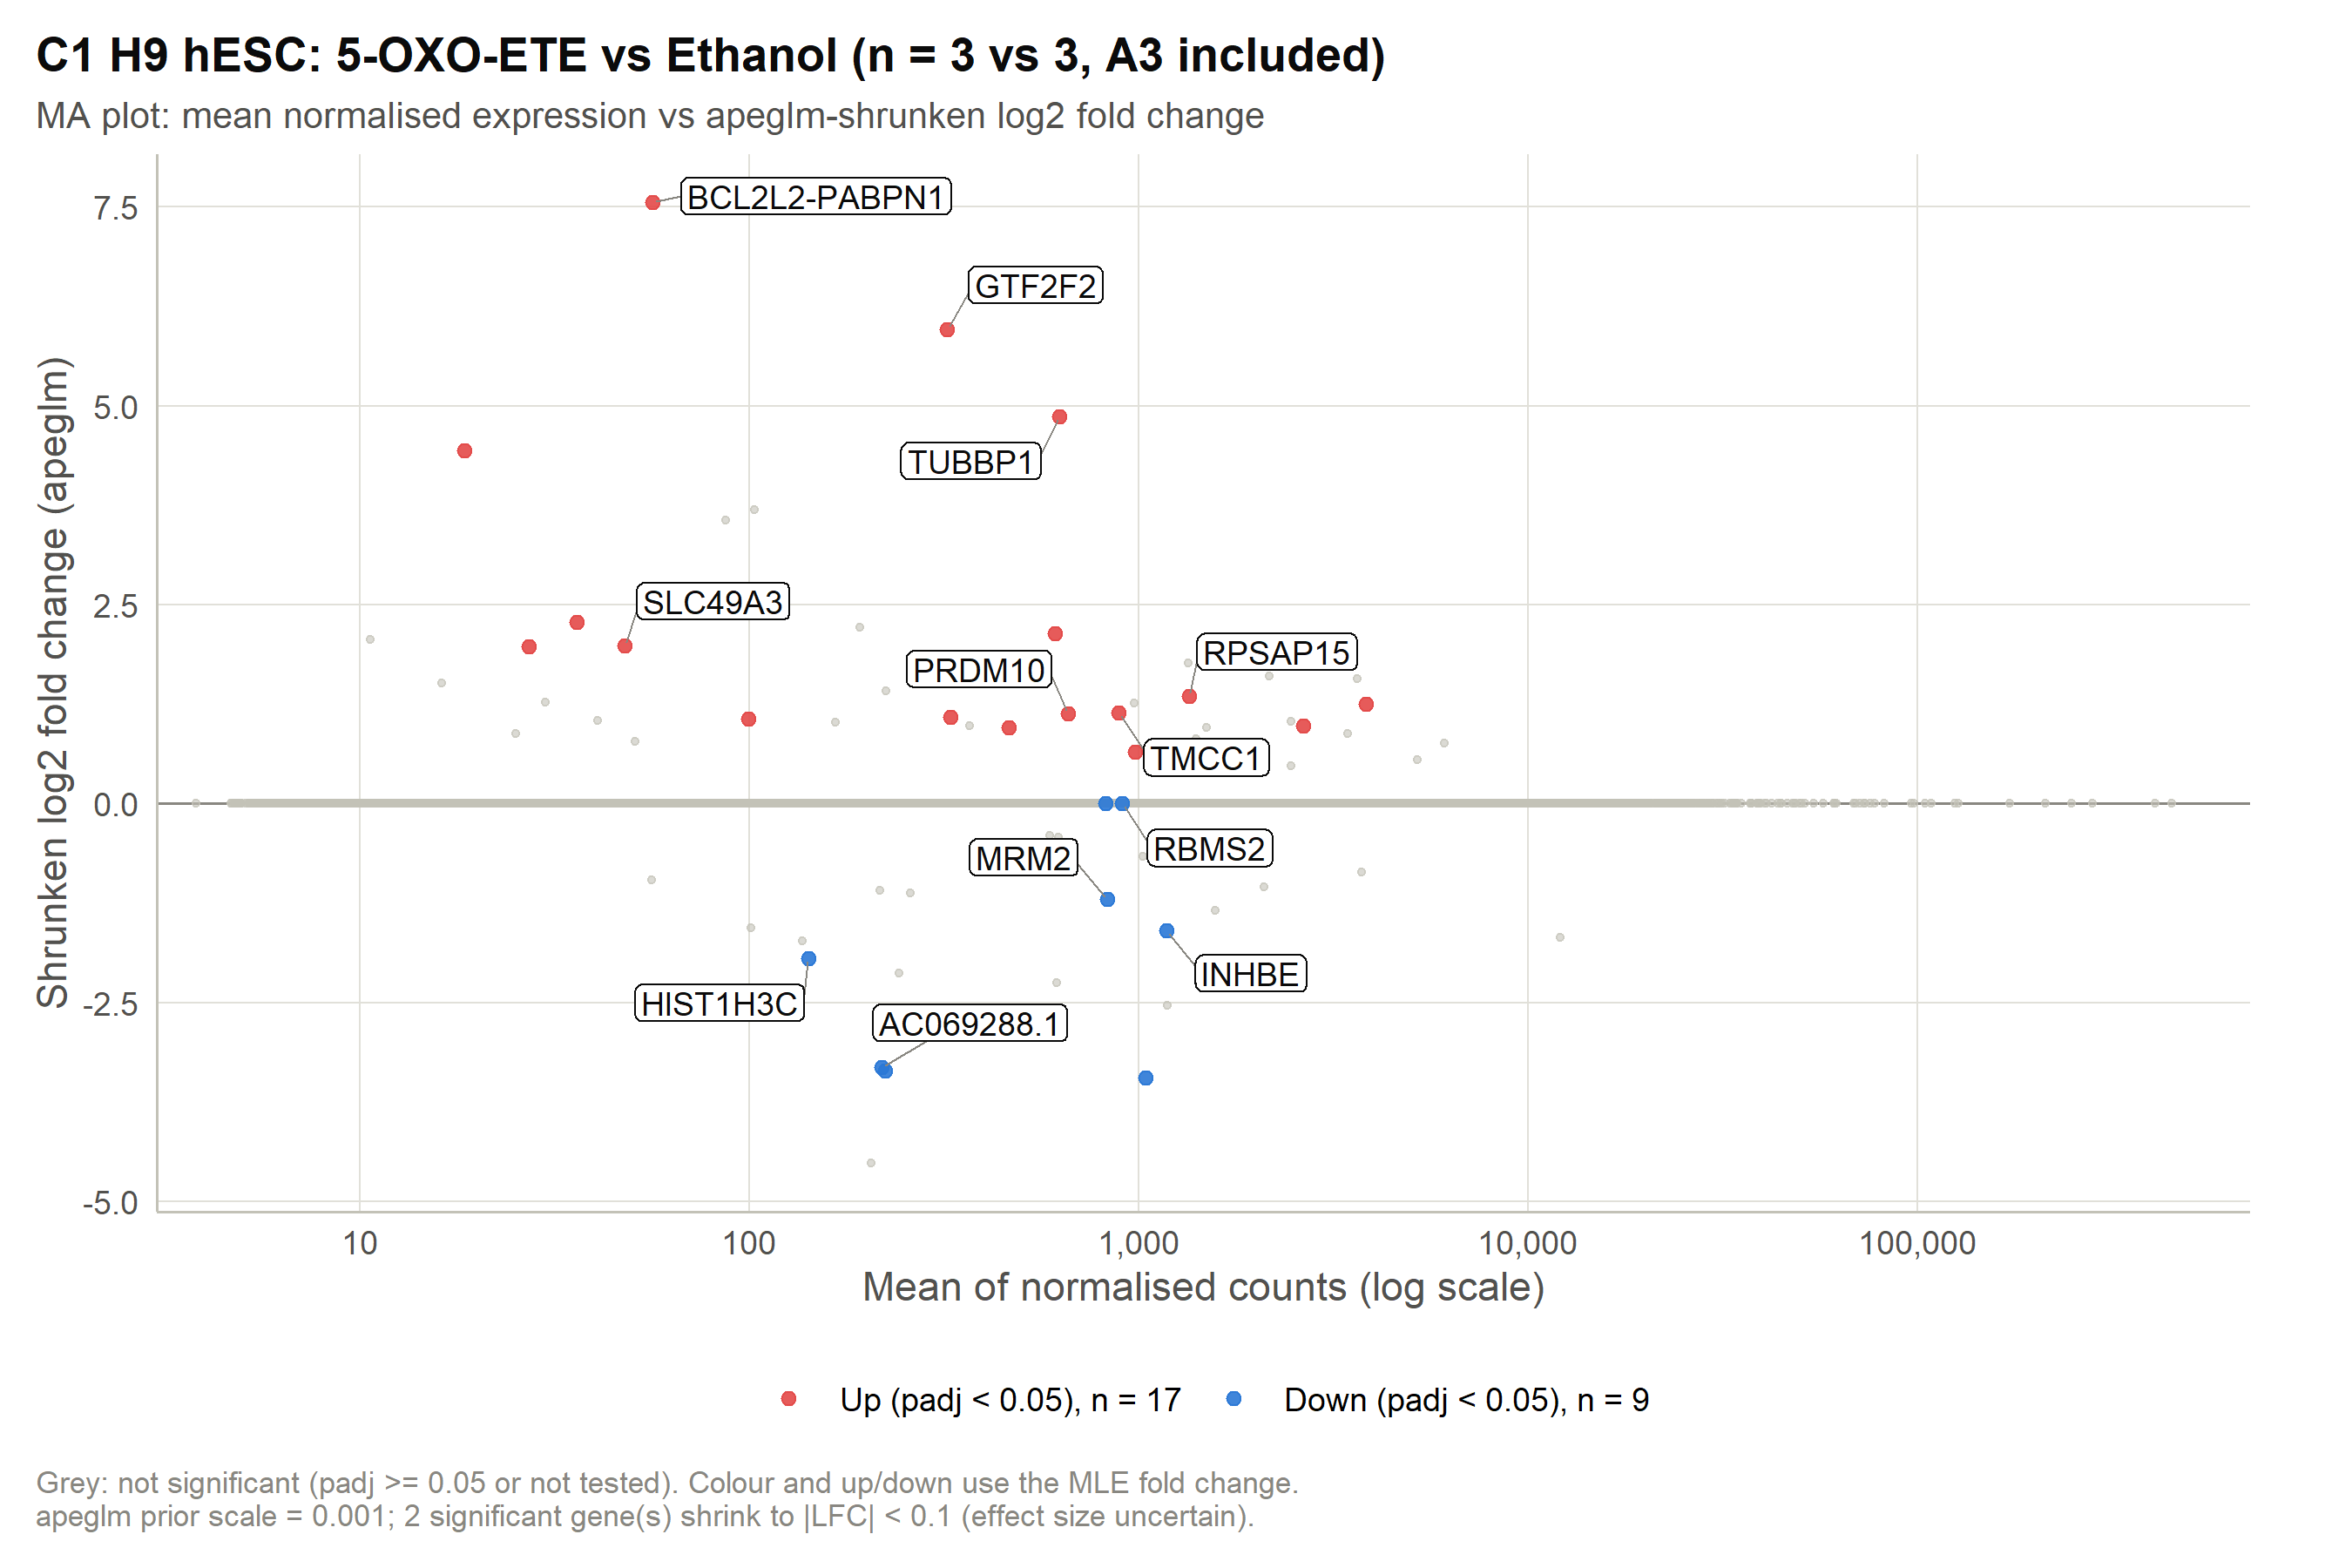 C1 H9 hESC: 5-OXO-ETE vs Ethanol (n = 3 vs 3, A3 included)
MA plot: mean normalised expression vs apeglm-shrunken log2 fold change
Shrunken log2 fold change (apeglm)
7.5
5.0
2.5
0.0
-2.5
-5.0
BCL2L2-PABPN1
GTF2F2
TUBBP1
SLC49A3
RPSAP15
PRDM10
TMCC1
RBMS2
MRM2
INHBE
HIST1H3C
AC069288.1
10
100
1,000
10,000
100,000
Mean of normalised counts (log scale)
Up (padj < 0.05), n = 17
Down (padj < 0.05), n = 9
Grey: not significant (padj >= 0.05 or not tested). Colour and up/down use the MLE fold change.
apeglm prior scale = 0.001; 2 significant gene(s) shrink to |LFC| < 0.1 (effect size uncertain).